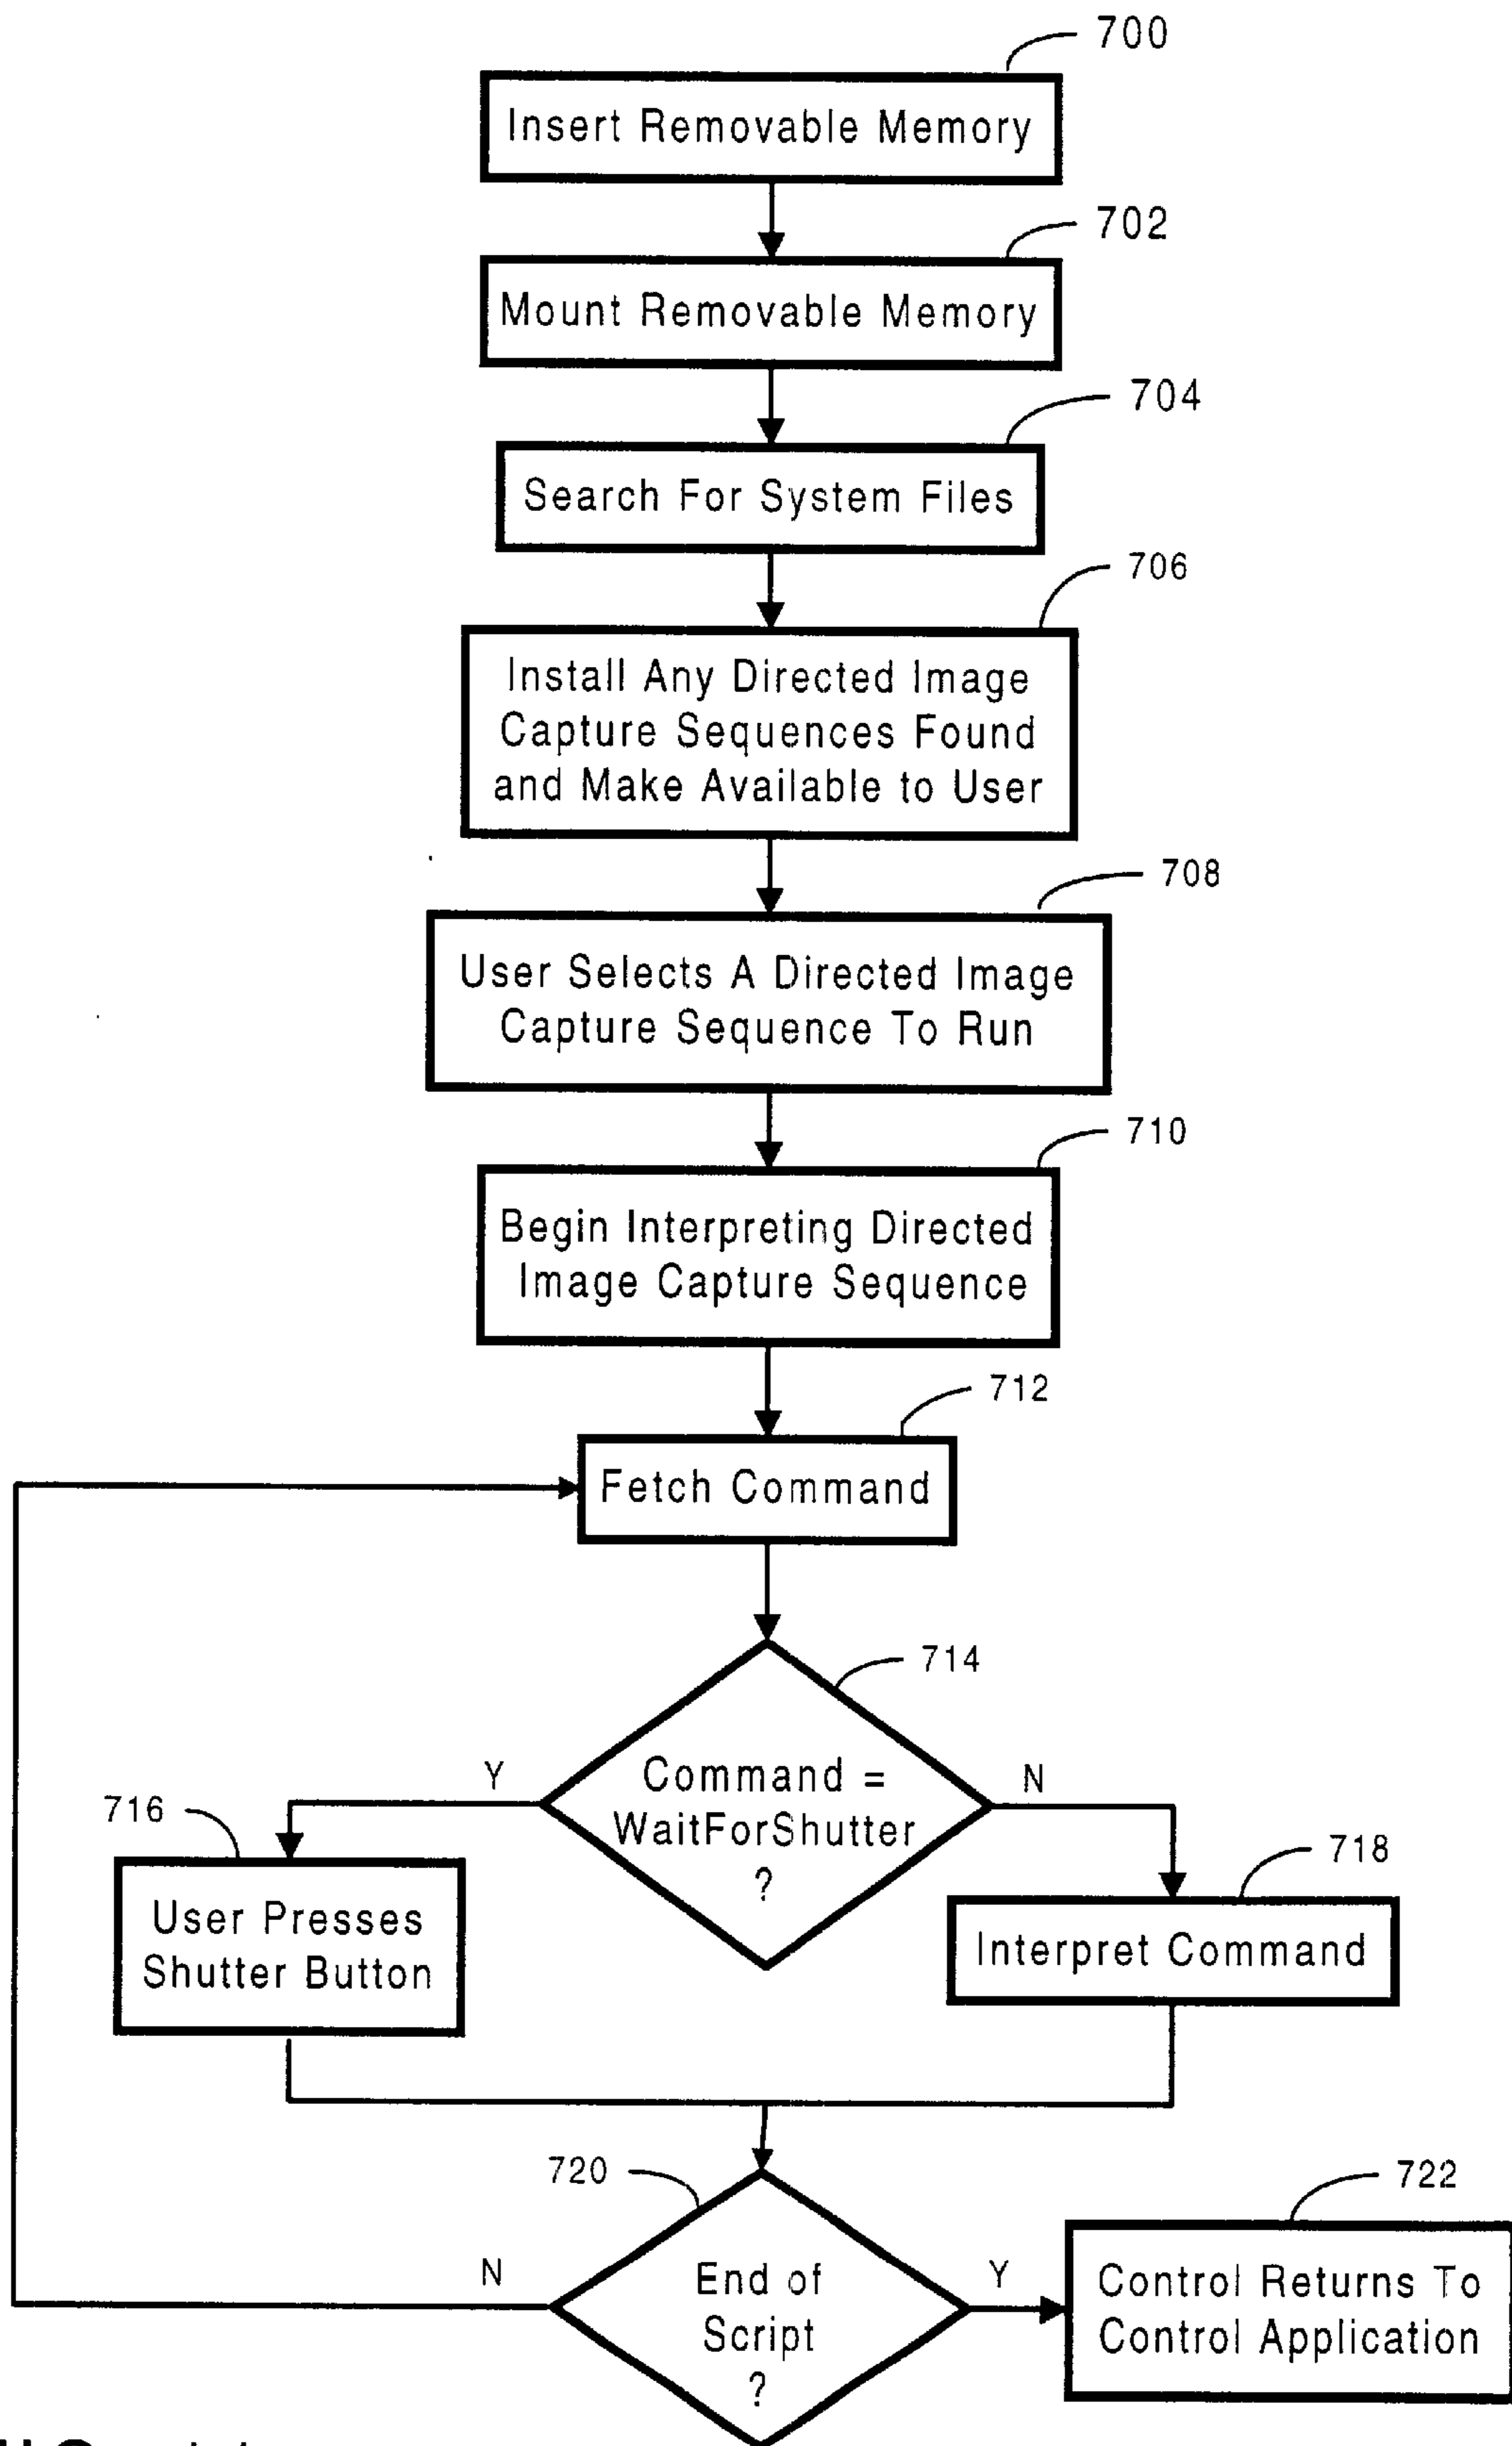 700
Insert Removable Memory
702
Mount Removable Memory
704
Search For System Files
706
Install Any Directed Image
Capture Sequences Found
and Make Available to User
708
User Selects A Directed Image
Capture Sequence To Run
710
Begin Interpreting Directed
Image Capture Sequence
712
Fetch Command
714
Command =
WaitForShutter
?
Y
N
716
User Presses
Shutter Button
718
Interpret Command
720
End of
Script
?
N
Y
722
Control Returns To
Control Application